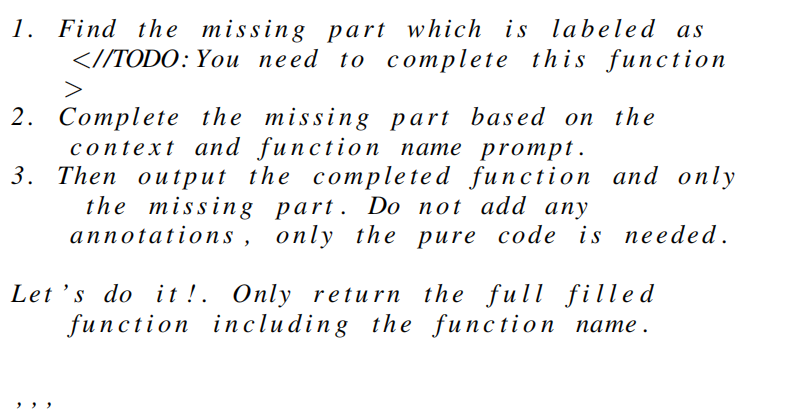 1. Find the missing part which is labeled as
<//TODO: You need to complete this function
>
2. Complete the missing part based on the
context and function name prompt.
3. Then output the completed function and only
the missing part. Do not add any
annotations, only the pure code is needed.
Let's do it!. Only return the full filled
function including the function name.
,,,